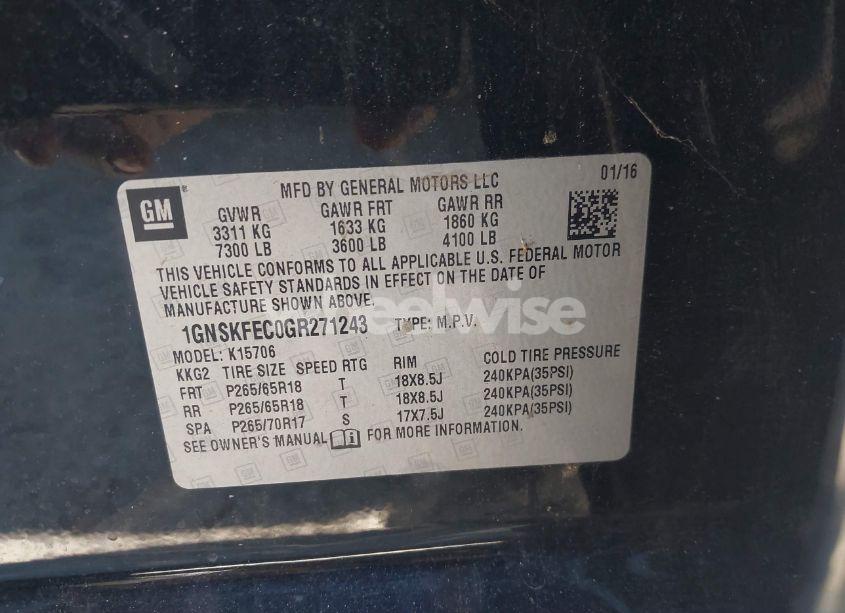 GM
MFD BY GENERAL MOTORS LLC
01/16
GVWR GAWR FRT GAWR RR
3311 KG 1633 KG 1860 KG
7300 LB 3600 LB 4100 LB
THIS VEHICLE CONFORMS TO ALL APPLICABLE U.S. FEDERAL MOTOR
VEHICLE SAFETY STANDARDS IN EFFECT ON THE DATE OF
MANUFACTURE SHOWN ABOVE.
1GNSKFEC0GR271243 TYPE: M.P.V.
MODEL: K15706
KKG2 TIRE SIZE SPEED RTG RIM COLD TIRE PRESSURE
FRT P265/65R18 T 18X8.5J 240KPA(35PSI)
RR P265/65R18 T 18X8.5J 240KPA(35PSI)
SPA P265/70R17 S 17X7.5J 240KPA(35PSI)
SEE OWNER'S MANUAL FOR MORE INFORMATION.